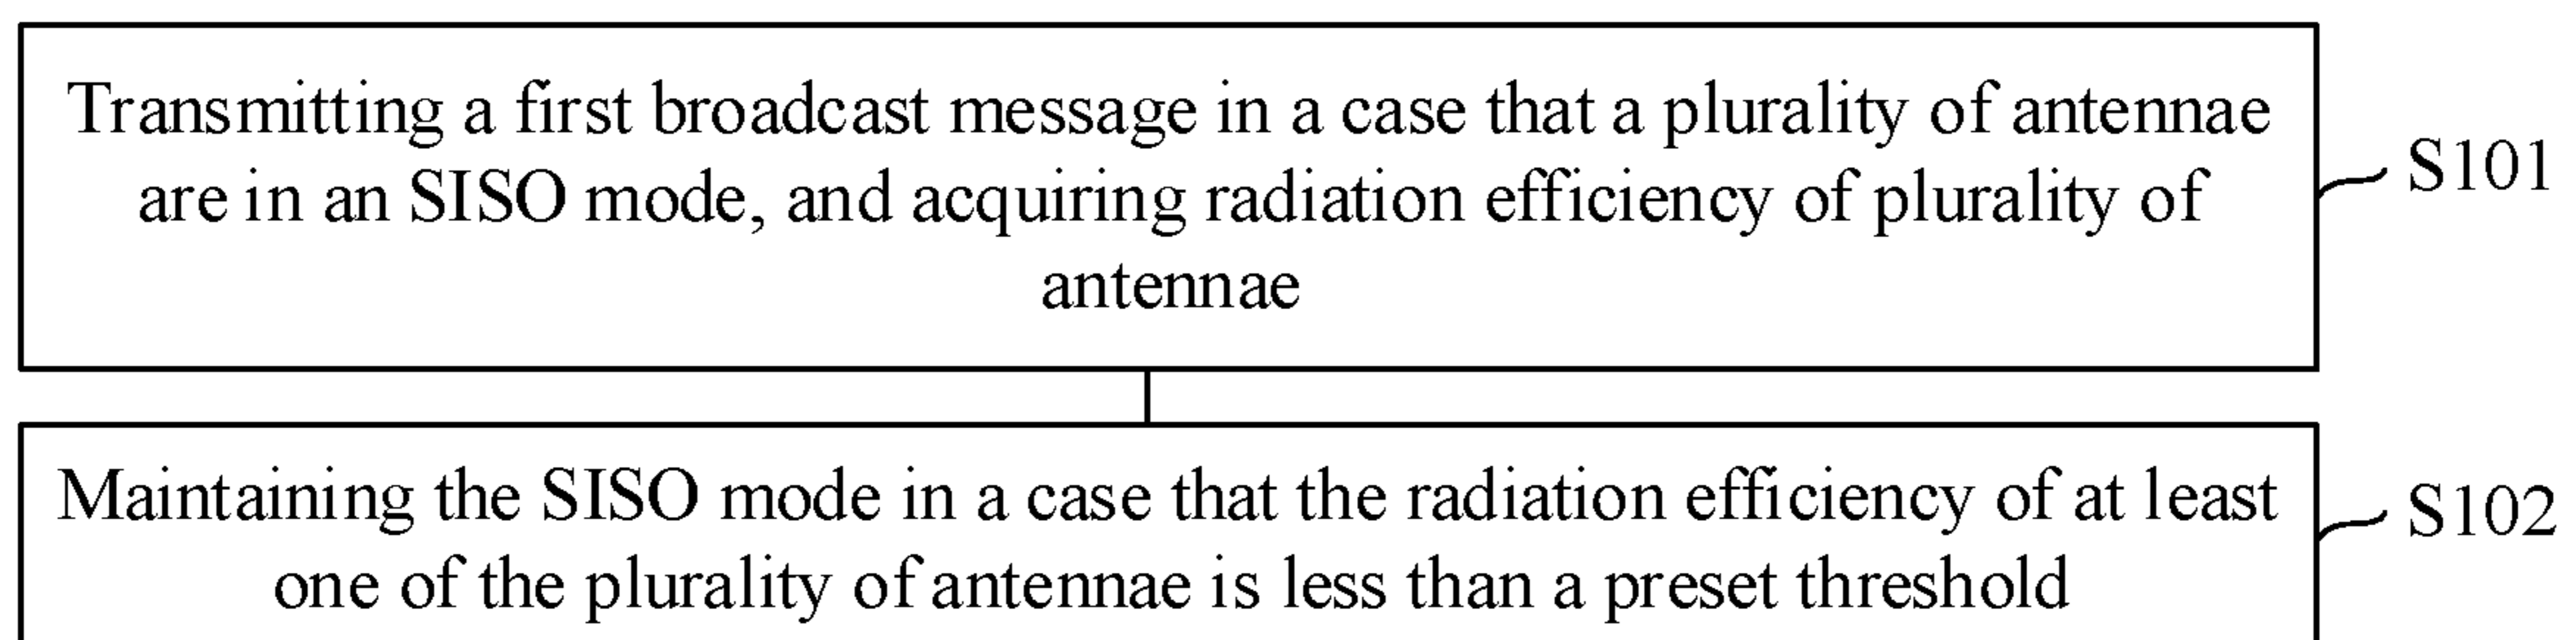 Transmitting a first broadcast message in a case that a plurality of antennae
are in an SISO mode, and acquiring radiation efficiency of plurality of
antennae
S101
Maintaining the SISO mode in a case that the radiation efficiency of at least
one of the plurality of antennae is less than a preset threshold
S102